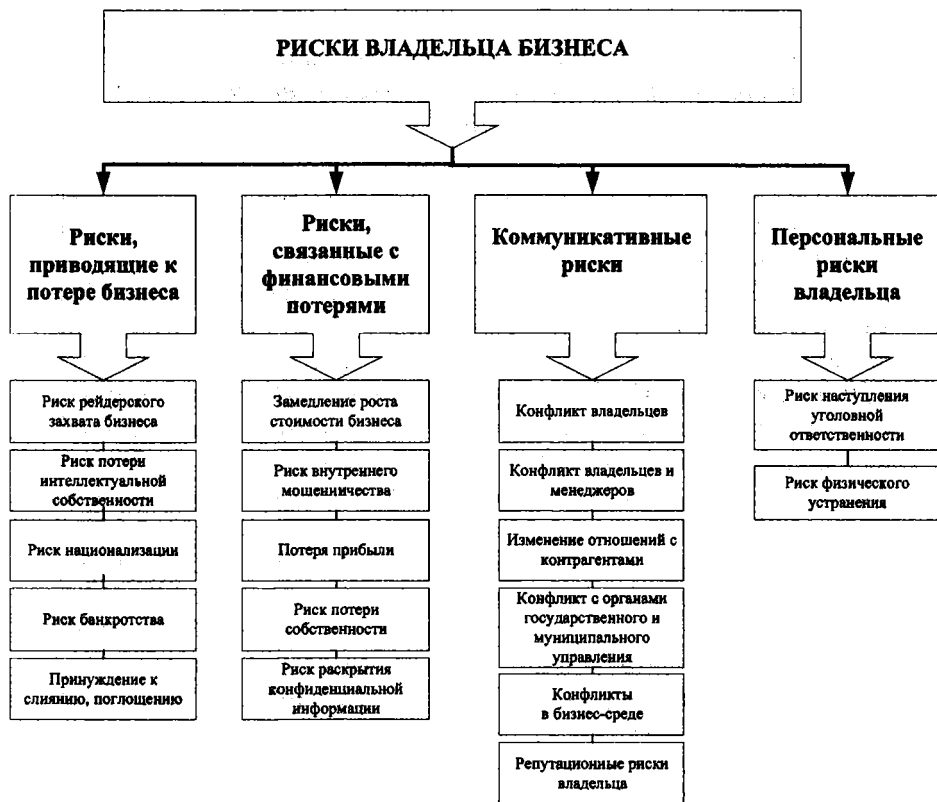 РИСКИ ВЛАДЕЛЬЦА БИЗНЕСА
Риски,
приводящие к
потере бизнеса
Риск рейдерского
захвата бизнеса
Риск потери
интеллектуальной
собственности
Риск национализации
Риск банкротства
Принуждение к
слиянию, поглощению
Риски,
связанные с
финансовыми
потерями
Замедление роста
стоимости бизнеса
Риск внутреннего
мошенничества
Потеря прибыли
Риск потери
собственности
Риск раскрытия
конфиденциальной
информации
Коммуникативные
риски
Конфликт владельцев
Конфликт владельцев и
менеджеров
Изменение отношений с
контрагентами
Конфликт с органами
государственного и
муниципального
управления
Конфликты
в бизнес-среде
Репутационные риски
владельца
Персональные
риски
владельца
Риск наступления
уголовной
ответственности
Риск физического
устранения